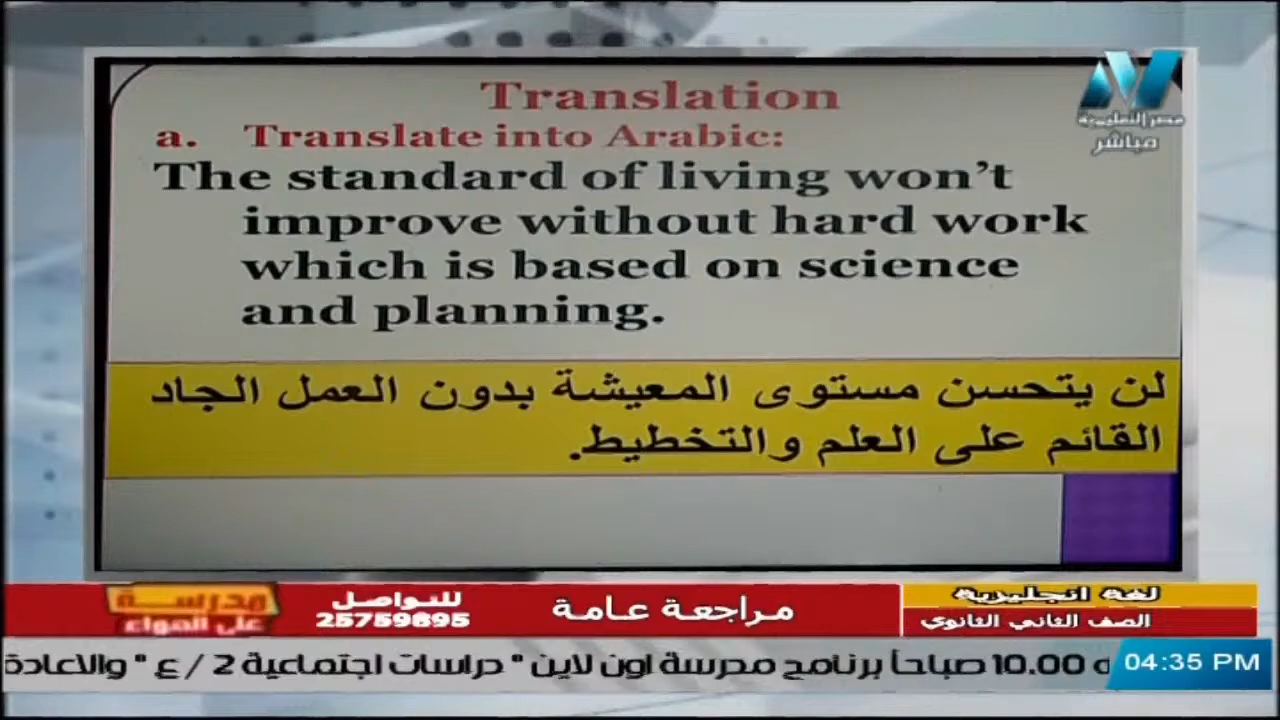 Translation
a. Translate into Arabic:
The standard of living won't
improve without hard work
which is based on science
and planning.
لن يتحسن مستوى المعيشة بدون العمل الجاد
القائم على العلم والتخطيط.
مصر التعليمية
مباشر
مدرسة
على الهواء
للتواصل
25759895
مراجعة عامة
لغة انجليزية
الصف الثاني الثانوي
10.00 صباحاً برنامج مدرسة اون لاين " دراسات اجتماعية 2 / ع " والاعادة
04:35 PM